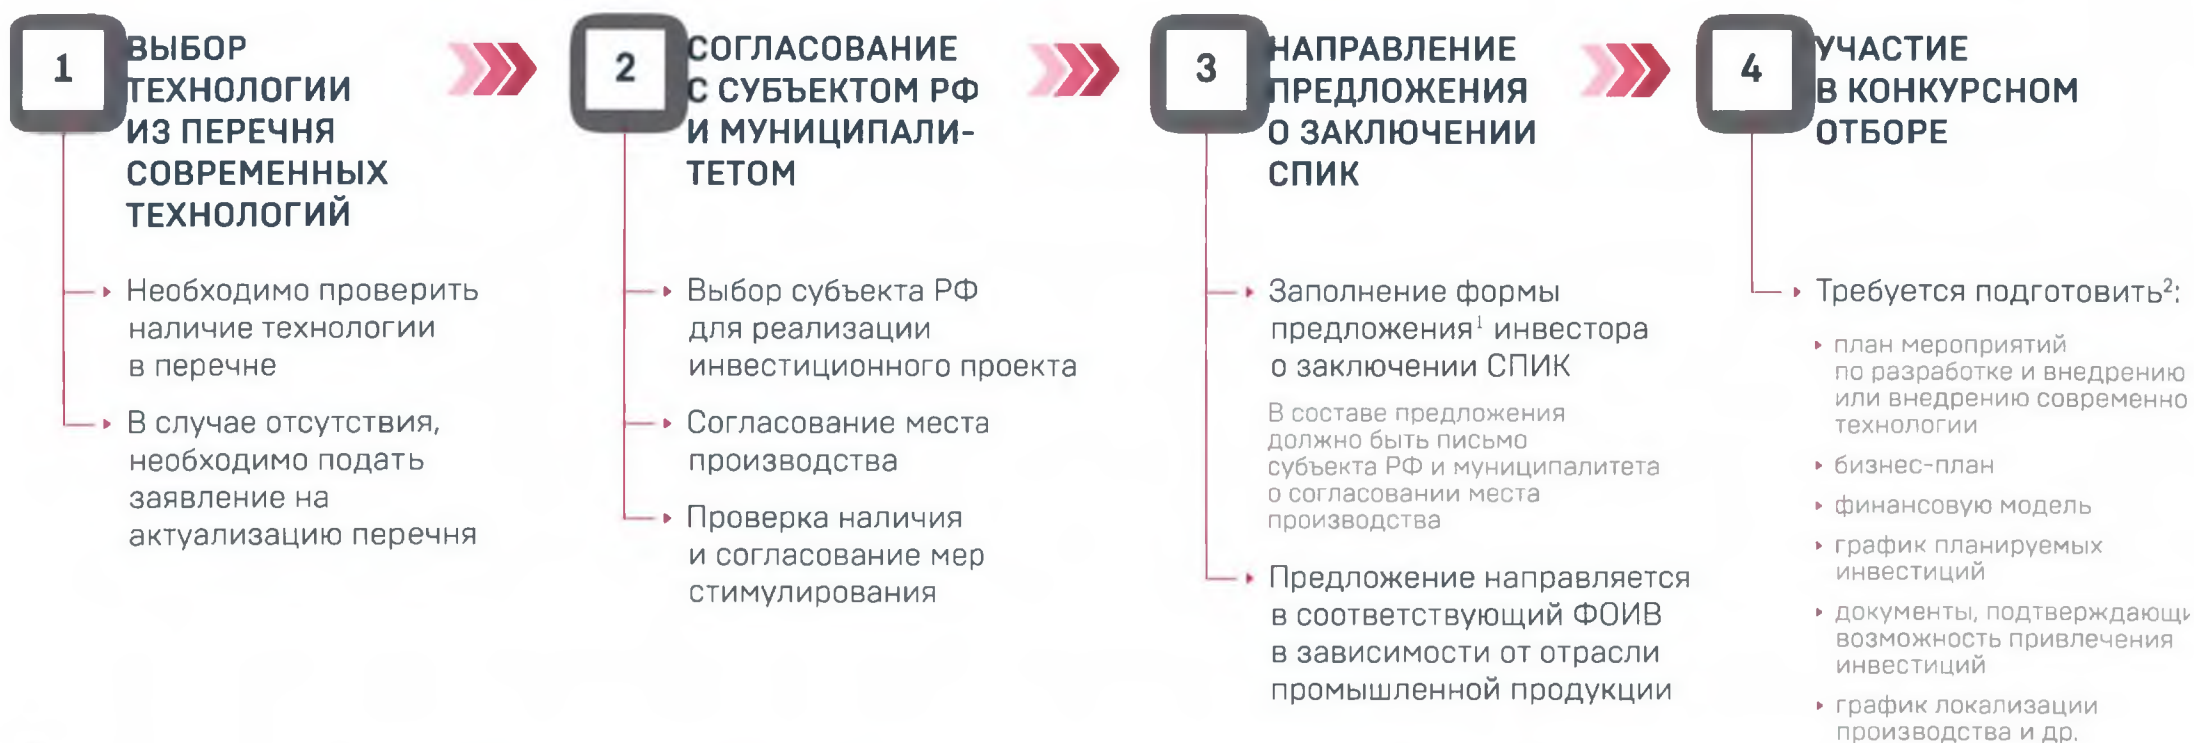 1
ВЫБОР
ТЕХНОЛОГИИ
ИЗ ПЕРЕЧНЯ
СОВРЕМЕННЫХ
ТЕХНОЛОГИЙ
Необходимо проверить
наличие технологии
в перечне
В случае отсутствия,
необходимо подать
заявление на
актуализацию перечня
2
СОГЛАСОВАНИЕ
С СУБЪЕКТОМ РФ
И МУНИЦИПАЛИ-
ТЕТОМ
Выбор субъекта РФ
для реализации
инвестиционного проекта
Согласование места
производства
Проверка наличия
и согласование мер
стимулирования
3
НАПРАВЛЕНИЕ
ПРЕДЛОЖЕНИЯ
О ЗАКЛЮЧЕНИИ
СПИК
Заполнение формы
предложения¹ инвестора
о заключении СПИК
В составе предложения
должно быть письмо
субъекта РФ и муниципалитета
о согласовании места
производства
Предложение направляется
в соответствующий ФОИВ
в зависимости от отрасли
промышленной продукции
4
УЧАСТИЕ
В КОНКУРСНОМ
ОТБОРЕ
Требуется подготовить²:
план мероприятий
по разработке и внедрению
или внедрению современно
технологии
бизнес-план
финансовую модель
график планируемых
инвестиций
документы, подтверждающи
возможность привлечения
инвестиций
график локализации
производства и др.